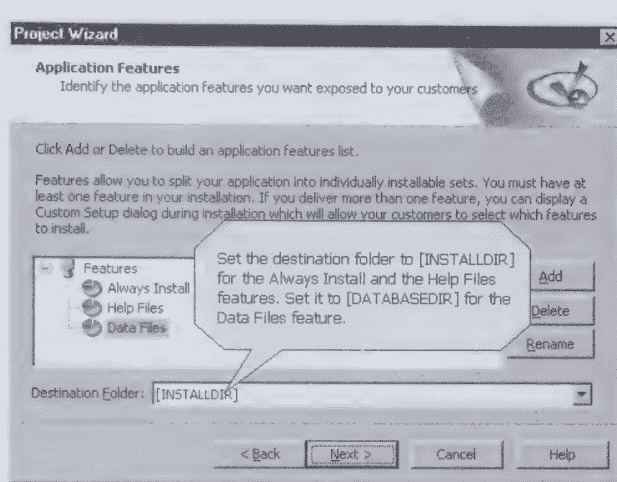 Project Wizard
Application Features
Identify the application features you want exposed to your customers
Click Add or Delete to build an application features list.
Features allow you to split your application into individually installable sets. You must have at
least one feature in your installation. If you deliver more than one feature, you can display a
Custom Setup dialog during installation which will allow your customers to select which features
to install.
Features
Always Install
Help Files
Data Files
Set the destination folder to [INSTALLDIR]
for the Always Install and the Help Files
features. Set it to [DATABASEDIR] for the
Data Files feature.
Add
Delete
Rename
Destination Folder: [INSTALLDIR]
< Back Next > Cancel Help